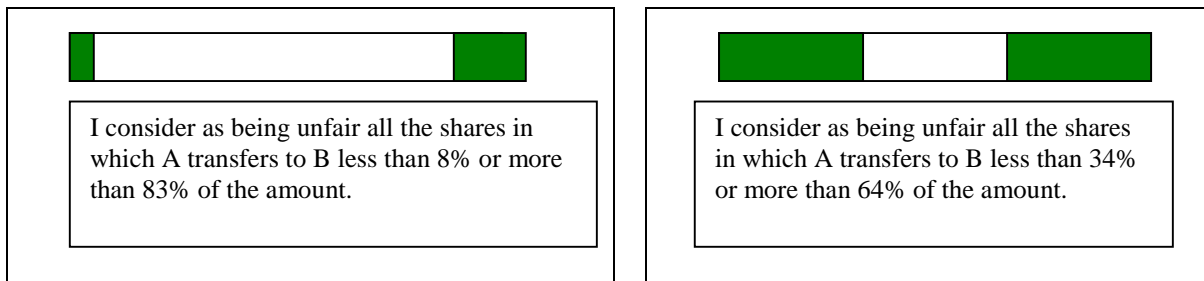 I consider as being unfair all the shares in
which A transfers to B less than 8% or more
than 83% of the amount.
I consider as being unfair all the shares
in which A transfers to B less than 34%
or more than 64% of the amount.